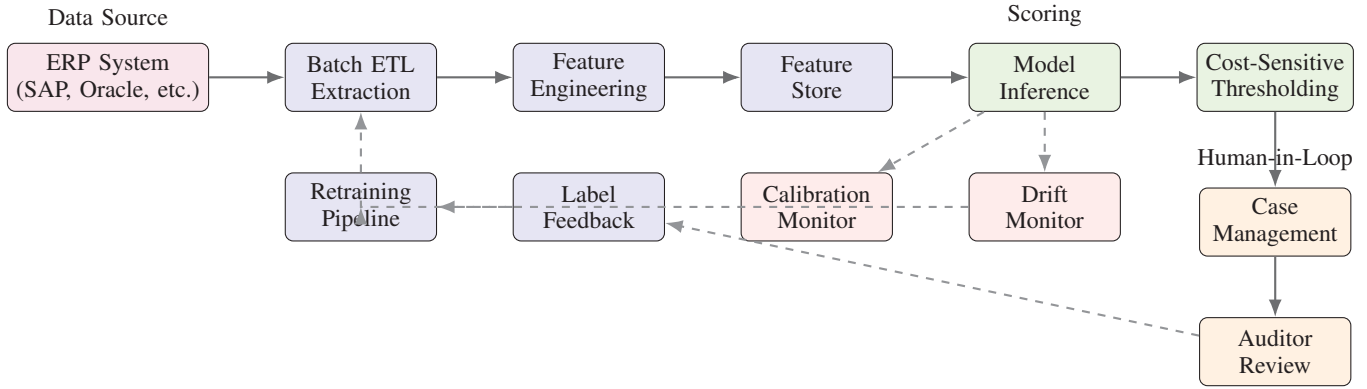 Data Source
Scoring
ERP System
(SAP, Oracle, etc.)
Batch ETL
Extraction
Feature
Engineering
Feature
Store
Model
Inference
Cost-Sensitive
Thresholding
Human-in-Loop
Retraining
Pipeline
Label
Feedback
Calibration
Monitor
Drift
Monitor
Case
Management
Auditor
Review